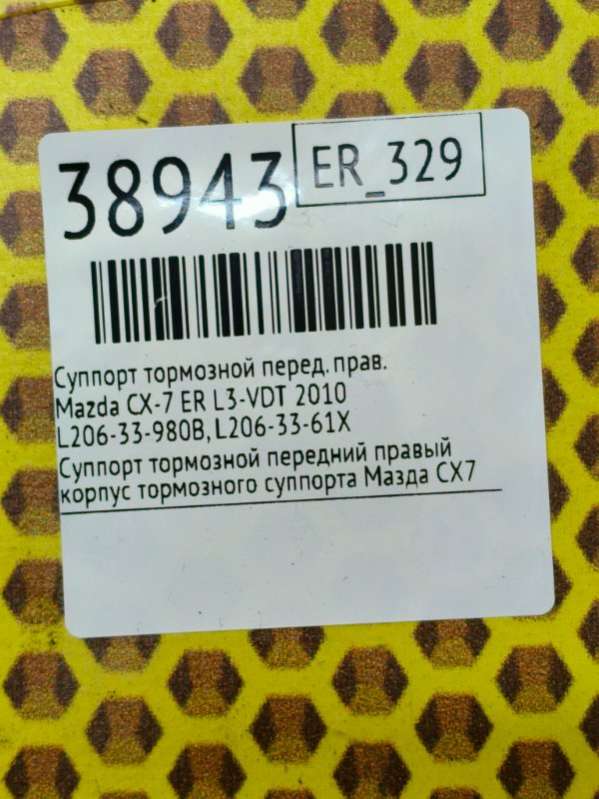 38943
ER_329
Суппорт тормозной перед. прав.
Mazda CX-7 ER L3-VDT 2010
L206-33-980B, L206-33-61X
Суппорт тормозной передний правый
корпус тормозного суппорта Мазда СХ7